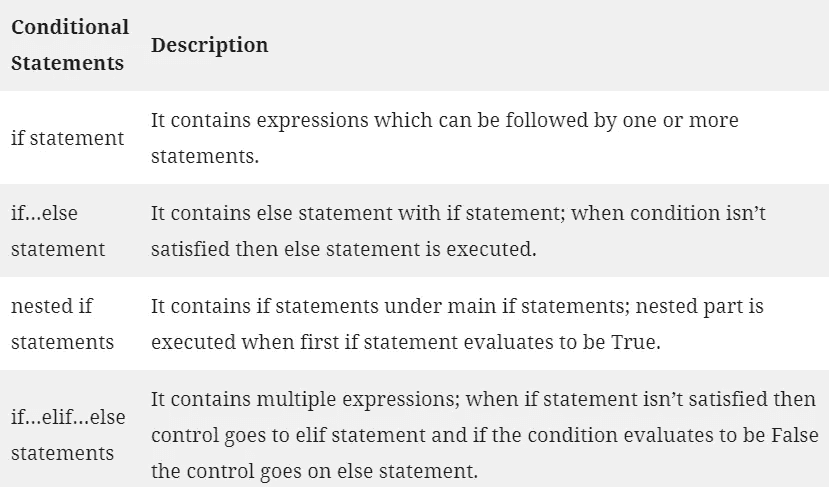 Conditional
Statements
Description
if statement
It contains expressions which can be followed by one or more
statements.
if...else
statement
It contains else statement with if statement; when condition isn’t
satisfied then else statement is executed.
nested if
statements
It contains if statements under main if statements; nested part is
executed when first if statement evaluates to be True.
if...elif...else
statements
It contains multiple expressions; when if statement isn’t satisfied then
control goes to elif statement and if the condition evaluates to be False
the control goes on else statement.